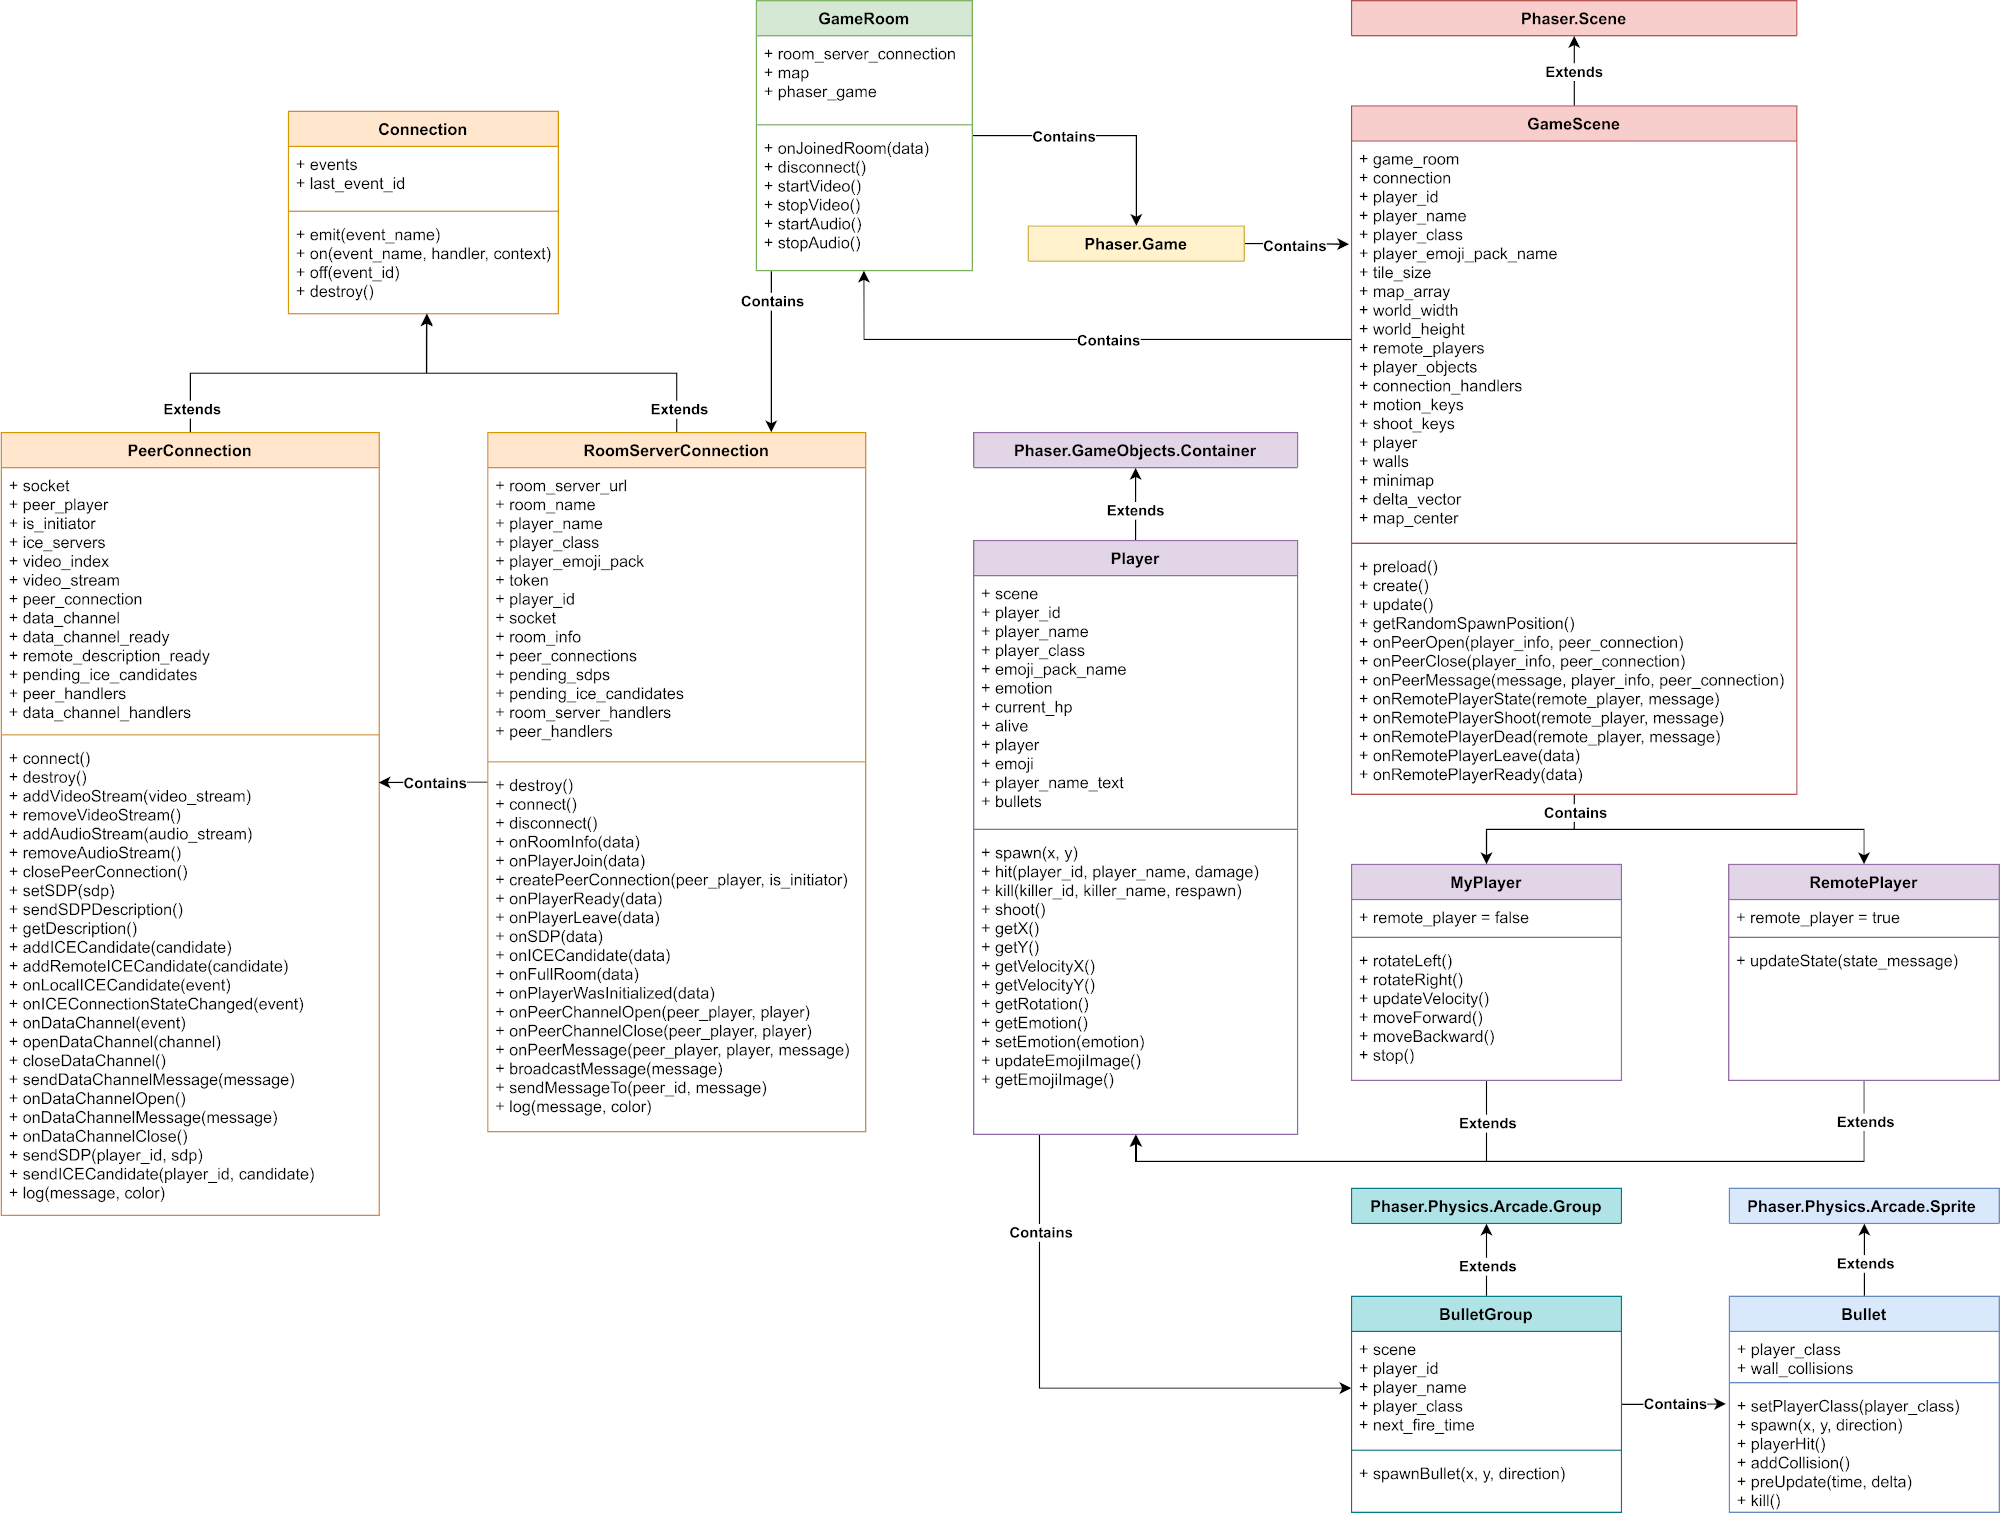 GameRoom
+ room_server_connection
+ map
+ phaser_game
+ onJoinedRoom(data)
+ disconnect()
+ startVideo()
+ stopVideo()
+ startAudio()
+ stopAudio()
Phaser.Scene
Extends
GameScene
+ game_room
+ connection
+ player_id
+ player_name
+ player_class
+ player_emoji_pack_name
+ tile_size
+ map_array
+ world_width
+ world_height
+ remote_players
+ player_objects
+ connection_handlers
+ motion_keys
+ shoot_keys
+ player
+ walls
+ minimap
+ delta_vector
+ map_center
+ preload()
+ create()
+ update()
+ getRandomSpawnPosition()
+ onPeerOpen(player_info, peer_connection)
+ onPeerClose(player_info, peer_connection)
+ onPeerMessage(message, player_info, peer_connection)
+ onRemotePlayerState(remote_player, message)
+ onRemotePlayerShoot(remote_player, message)
+ onRemotePlayerDead(remote_player, message)
+ onRemotePlayerLeave(data)
+ onRemotePlayerReady(data)
Contains
Phaser.Game
Contains
Contains
Contains
Connection
+ events
+ last_event_id
+ emit(event_name)
+ on(event_name, handler, context)
+ off(event_id)
+ destroy()
Extends
Extends
PeerConnection
+ socket
+ peer_player
+ is_initiator
+ ice_servers
+ video_index
+ video_stream
+ peer_connection
+ data_channel
+ data_channel_ready
+ remote_description_ready
+ pending_ice_candidates
+ peer_handlers
+ data_channel_handlers
+ connect()
+ destroy()
+ addVideoStream(video_stream)
+ removeVideoStream()
+ addAudioStream(audio_stream)
+ removeAudioStream()
+ closePeerConnection()
+ setSDP(sdp)
+ sendSDPDescription()
+ getDescription()
+ addICECandidate(candidate)
+ addRemoteICECandidate(candidate)
+ onLocalICECandidate(event)
+ onICEConnectionStateChanged(event)
+ onDataChannel(event)
+ openDataChannel(channel)
+ closeDataChannel()
+ sendDataChannelMessage(message)
+ onDataChannelOpen()
+ onDataChannelMessage(message)
+ onDataChannelClose()
+ sendSDP(player_id, sdp)
+ sendICECandidate(player_id, candidate)
+ log(message, color)
Contains
RoomServerConnection
+ room_server_url
+ room_name
+ player_name
+ player_class
+ player_emoji_pack
+ token
+ player_id
+ socket
+ room_info
+ peer_connections
+ pending_sdps
+ pending_ice_candidates
+ room_server_handlers
+ peer_handlers
+ destroy()
+ connect()
+ disconnect()
+ onRoomInfo(data)
+ onPlayerJoin(data)
+ createPeerConnection(peer_player, is_initiator)
+ onPlayerReady(data)
+ onPlayerLeave(data)
+ onSDP(data)
+ onICECandidate(data)
+ onFullRoom(data)
+ onPlayerWasInitialized(data)
+ onPeerChannelOpen(peer_player, player)
+ onPeerChannelClose(peer_player, player)
+ onPeerMessage(peer_player, player, message)
+ broadcastMessage(message)
+ sendMessageTo(peer_id, message)
+ log(message, color)
Phaser.GameObjects.Container
Extends
Player
+ scene
+ player_id
+ player_name
+ player_class
+ emoji_pack_name
+ emotion
+ current_hp
+ alive
+ player
+ emoji
+ player_name_text
+ bullets
+ spawn(x, y)
+ hit(player_id, player_name, damage)
+ kill(killer_id, killer_name, respawn)
+ shoot()
+ getX()
+ getY()
+ getVelocityX()
+ getVelocityY()
+ getRotation()
+ getEmotion()
+ setEmotion(emotion)
+ updateEmojiImage()
+ getEmojiImage()
Contains
MyPlayer
+ remote_player = false
+ rotateLeft()
+ rotateRight()
+ updateVelocity()
+ moveForward()
+ moveBackward()
+ stop()
RemotePlayer
+ remote_player = true
+ updateState(state_message)
Extends
Extends
Contains
Phaser.Physics.Arcade.Group
Extends
BulletGroup
+ scene
+ player_id
+ player_name
+ player_class
+ next_fire_time
+ spawnBullet(x, y, direction)
Contains
Phaser.Physics.Arcade.Sprite
Extends
Bullet
+ player_class
+ wall_collisions
+ setPlayerClass(player_class)
+ spawn(x, y, direction)
+ playerHit()
+ addCollision()
+ preUpdate(time, delta)
+ kill()